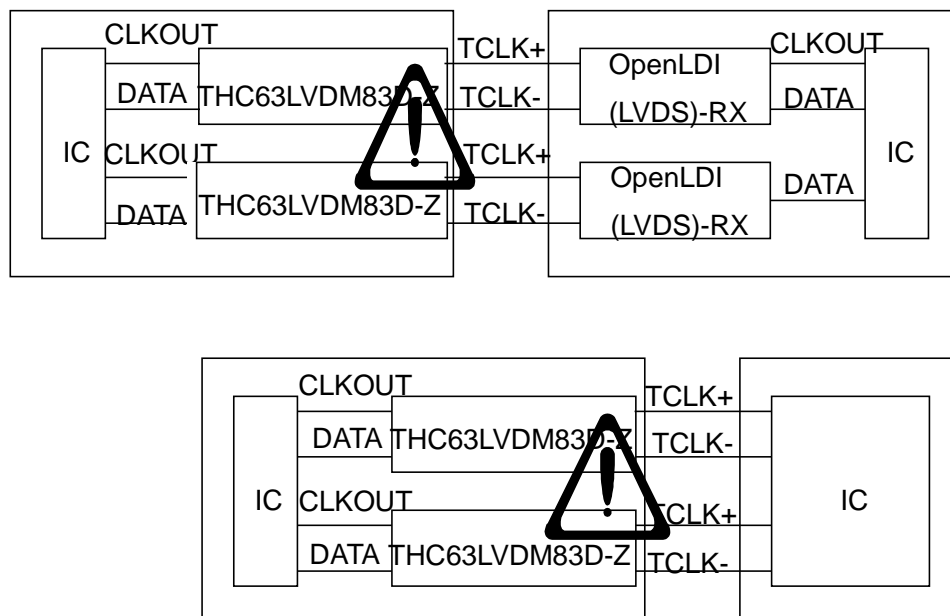 CLKOUT
TCLK+
CLKOUT
OpenLDI
DATA
THC63LVDM83D-Z
TCLK-
(LVDS)-RX
DATA
IC
IC
CLKOUT
TCLK+
OpenLDI
DATA
THC63LVDM83D-Z
DATA
TCLK-
(LVDS)-RX
CLKOUT
TCLK+
DATA
THC63LVDM83D-Z
TCLK-
IC
CLKOUT
TCLK+
IC
DATA
THC63LVDM83D-Z
TCLK-